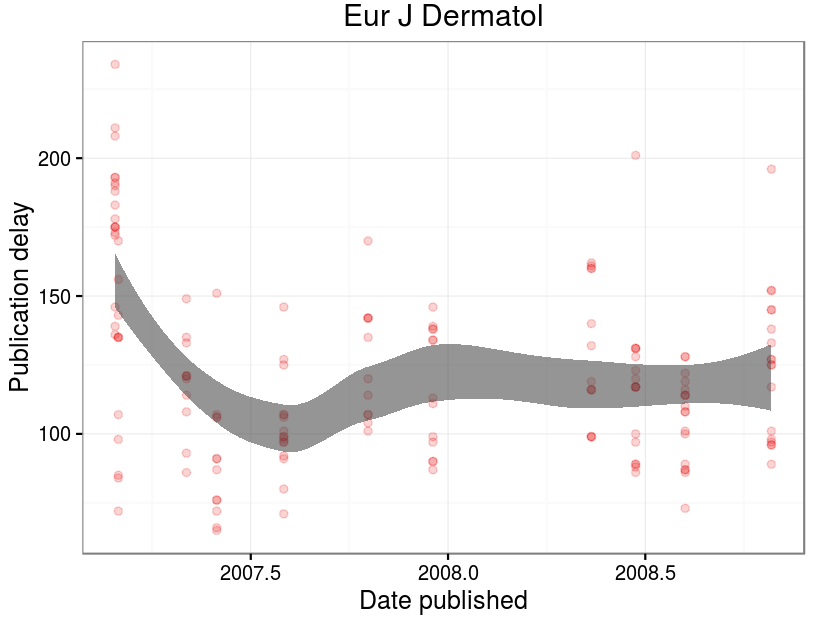 Eur J Dermatol
Publication delay
200
150
100
2007.5 2008.0 2008.5
Date published